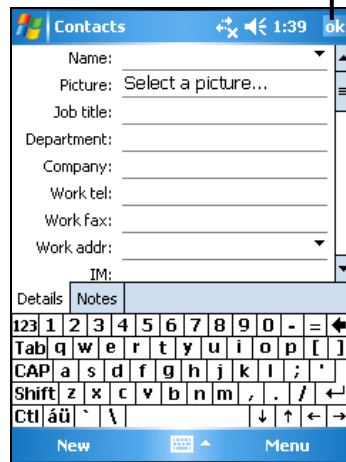 Contacts 1:39 ok
Name:
Picture: Select a picture...
Job title:
Department:
Company:
Work tel:
Work fax:
Work addr:
IM:
Details Notes
123 1 2 3 4 5 6 7 8 9 0 - =
Tab q w e r t y u i o p [ ]
CAP a s d f g h j k l ; '
Shift z x c v b n m , . /
Ctl áü ` \
New Menu